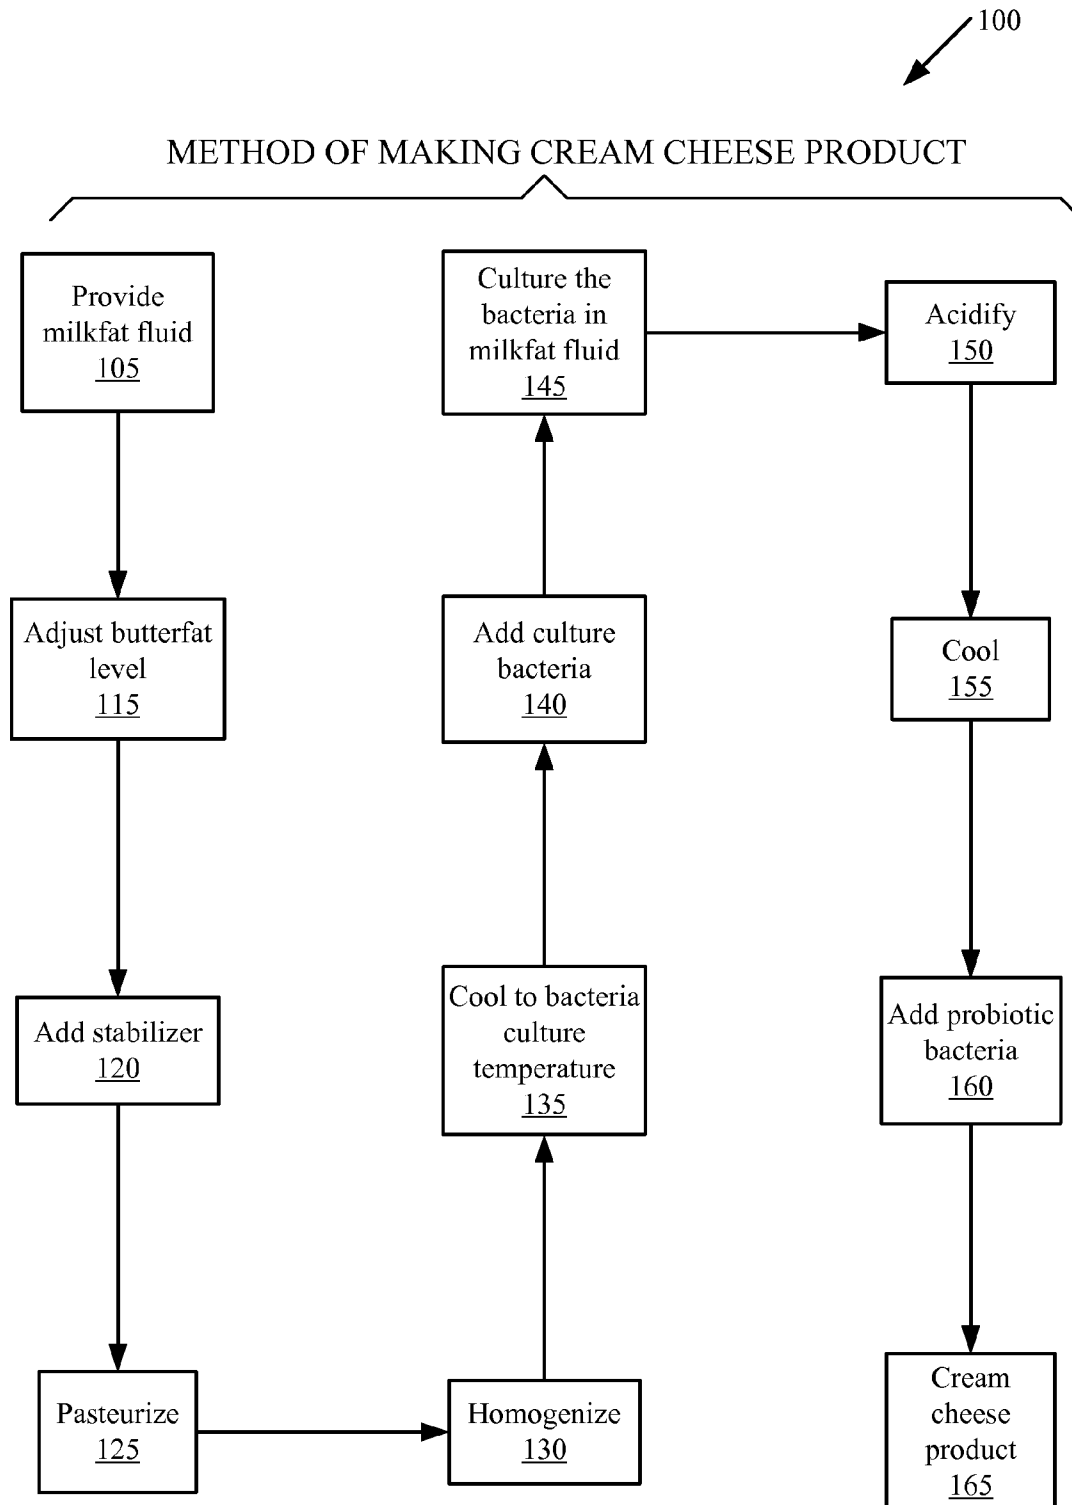 100
METHOD OF MAKING CREAM CHEESE PRODUCT
Provide
milkfat fluid
105
Adjust butterfat
level
115
Add stabilizer
120
Pasteurize
125
Homogenize
130
Cool to bacteria
culture
temperature
135
Add culture
bacteria
140
Culture the
bacteria in
milkfat fluid
145
Acidify
150
Cool
155
Add probiotic
bacteria
160
Cream
cheese
product
165